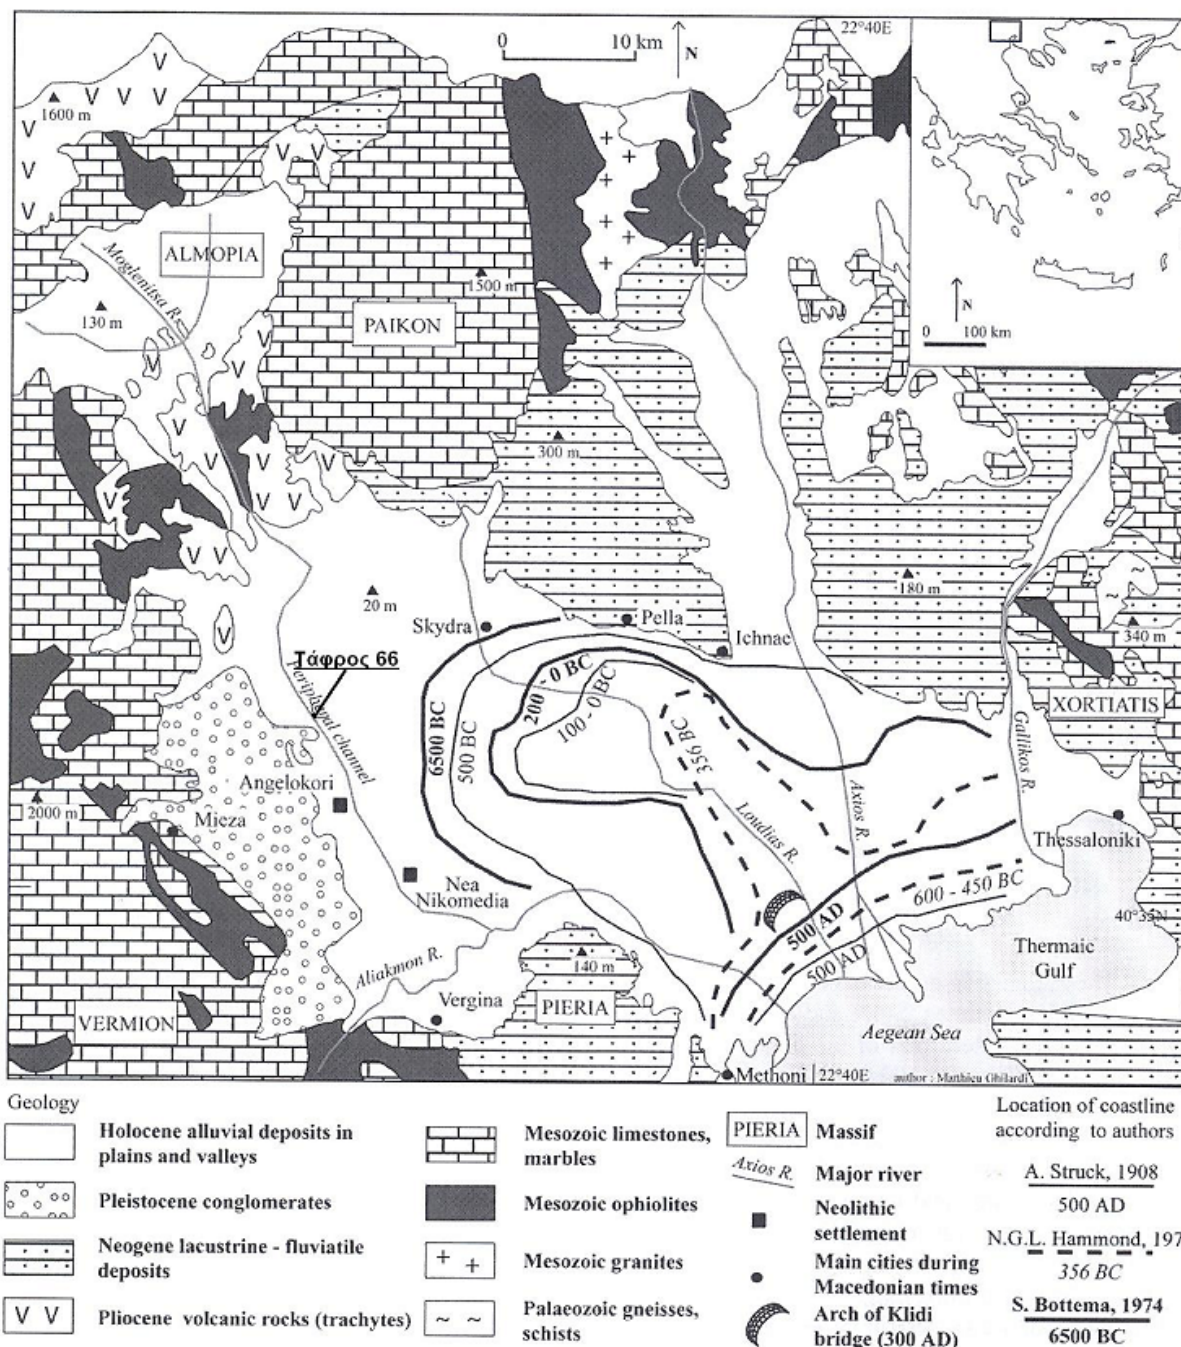 0 10 km
N
22°40E
1600 m
ALMOPIA
Moglenitsa R.
130 m
1500 m
PAIKON
N
0 100 km
300 m
20 m
Skydra
Pella
Ichnae
180 m
340 m
Τάφρος 66
Peripheral channel
XORTIATIS
6500 BC
500 BC
200 - 0 BC
100 - 0 BC
356 BC
Angelokori
2000 m
Mieza
Loudias R.
Axios R.
Gallikos R.
Thessaloniki
Nea
Nikomedia
600 - 450 BC
500 AD
500 AD
40°35N
Thermaic
Gulf
Aliakmon R.
140 m
Vergina
PIERIA
VERMION
Aegean Sea
Methoni
22°40E
author : Matthieu Ghilardi
Geology
Holocene alluvial deposits in
plains and valleys
Pleistocene conglomerates
Neogene lacustrine - fluviatile
deposits
Pliocene volcanic rocks (trachytes)
Mesozoic limestones,
marbles
Mesozoic ophiolites
Mesozoic granites
Palaeozoic gneisses,
schists
PIERIA Massif
Axios R. Major river
Neolithic
settlement
Main cities during
Macedonian times
Arch of Klidi
bridge (300 AD)
Location of coastline
according to authors
A. Struck, 1908
500 AD
N.G.L. Hammond, 197
356 BC
S. Bottema, 1974
6500 BC